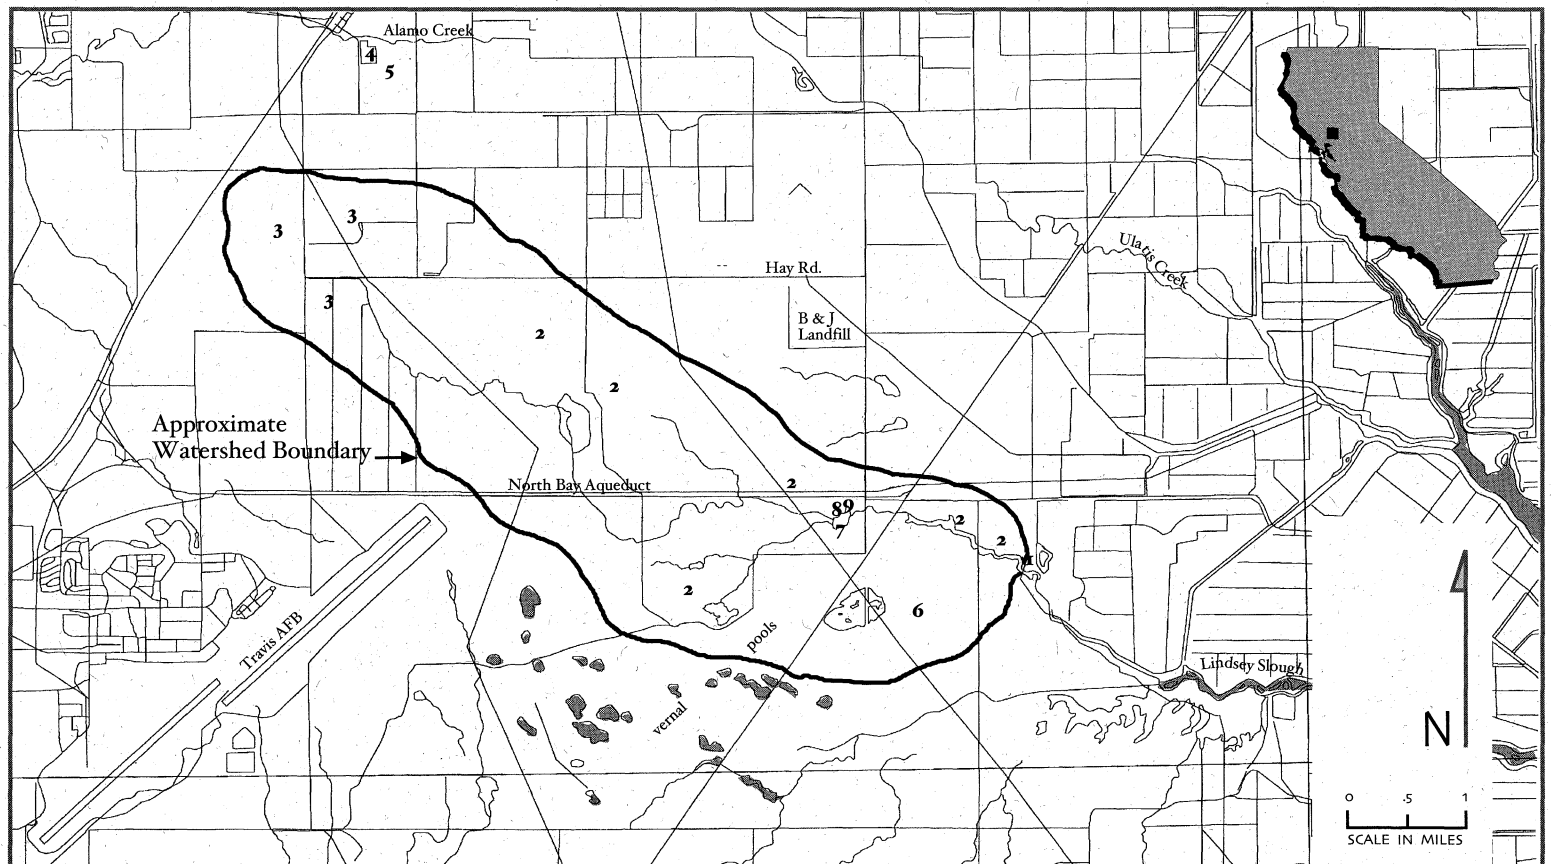 Alamo Creek
4
5
3
3
Ulatis Creek
Hay Rd.
3
B & J
Landfill
2
2
Approximate
Watershed Boundary
North Bay Aqueduct
2
8 9
7
2
2
1
2
6
Travis AFB
vernal pools
Lindsey Slough
N
0 .5 1
SCALE IN MILES